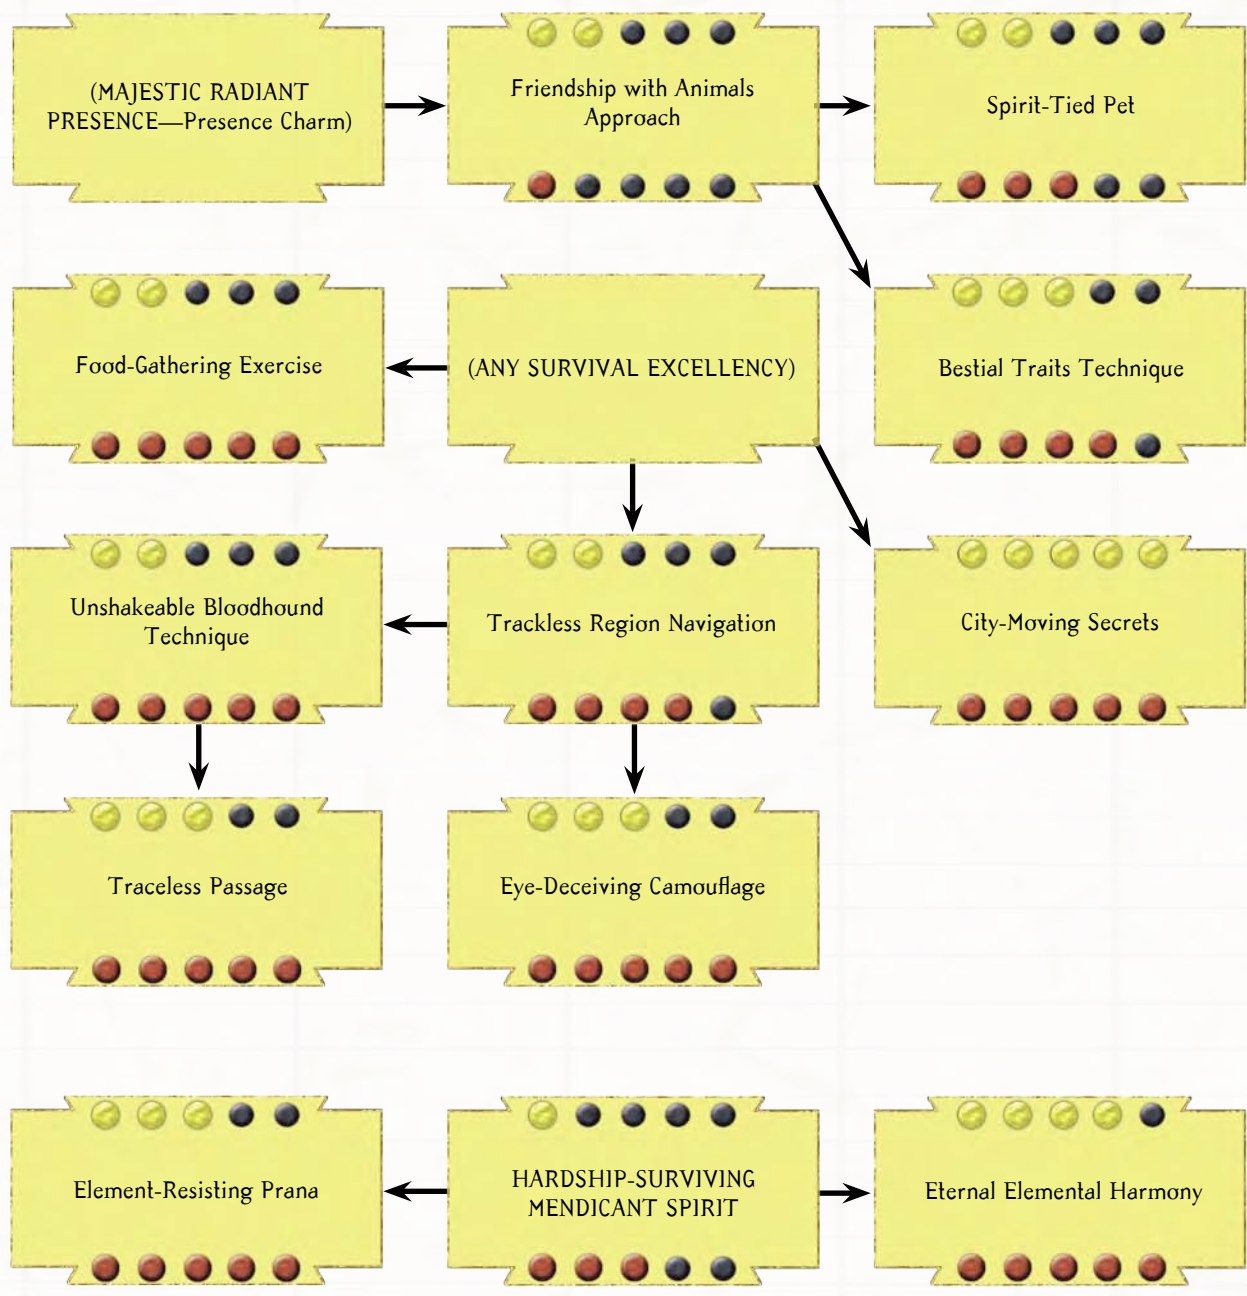 (MAJESTIC RADIANT
PRESENCE—Presence Charm)
Friendship with Animals
Approach
Spirit-Tied Pet
Food-Gathering Exercise
(ANY SURVIVAL EXCELLENCY)
Bestial Traits Technique
Unshakeable Bloodhound
Technique
Trackless Region Navigation
City-Moving Secrets
Traceless Passage
Eye-Deceiving Camouflage
Element-Resisting Prana
HARDSHIP-SURVIVING
MENDICANT SPIRIT
Eternal Elemental Harmony